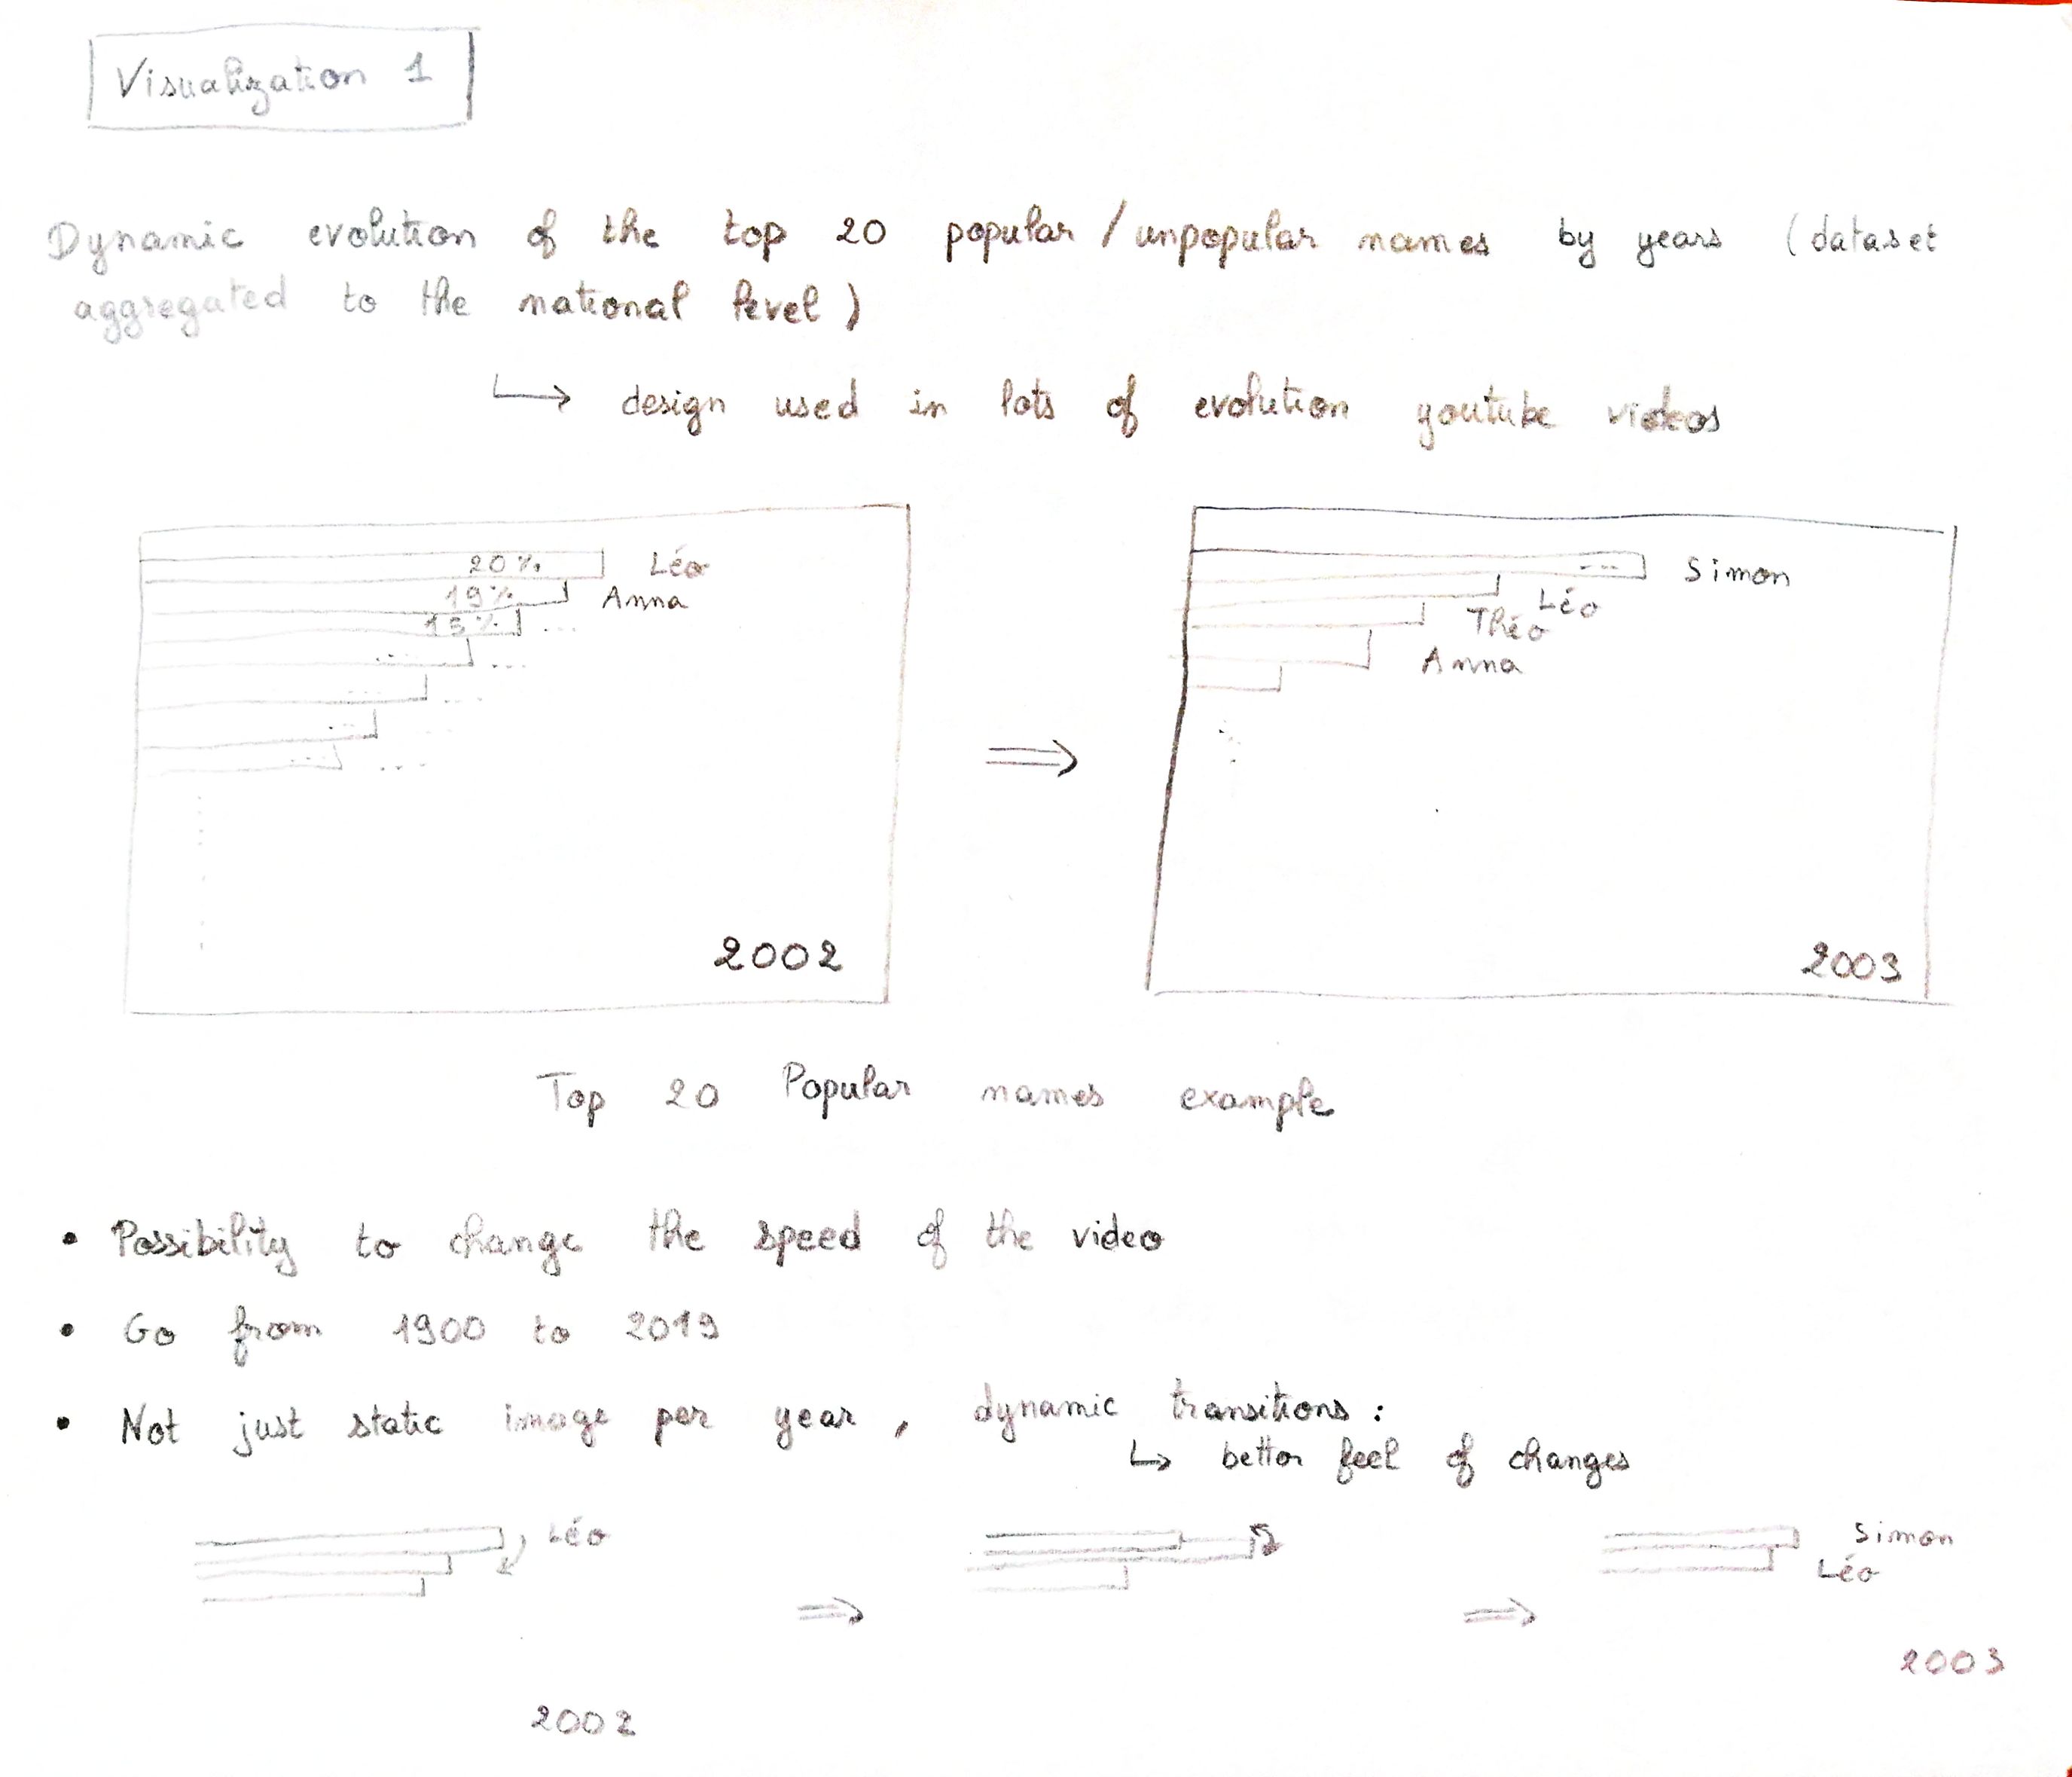 Visualization 1
Dynamic evolution of the top 20 popular / unpopular names by years (dataset
aggregated to the national level)
↳ design used in lots of evolution youtube videos
20% Léo
19% Anna
15% ...
... ...
... ...
... ...
... ...
2002
⇒
... Simon
Léo
Théo
Anna
2003
Top 20 Popular names example
• Possibility to change the speed of the video
• Go from 1900 to 2019
• Not just static image per year, dynamic transitions :
↳ better feel of changes
Léo
2002
⇒
⇒
Simon
Léo
2003